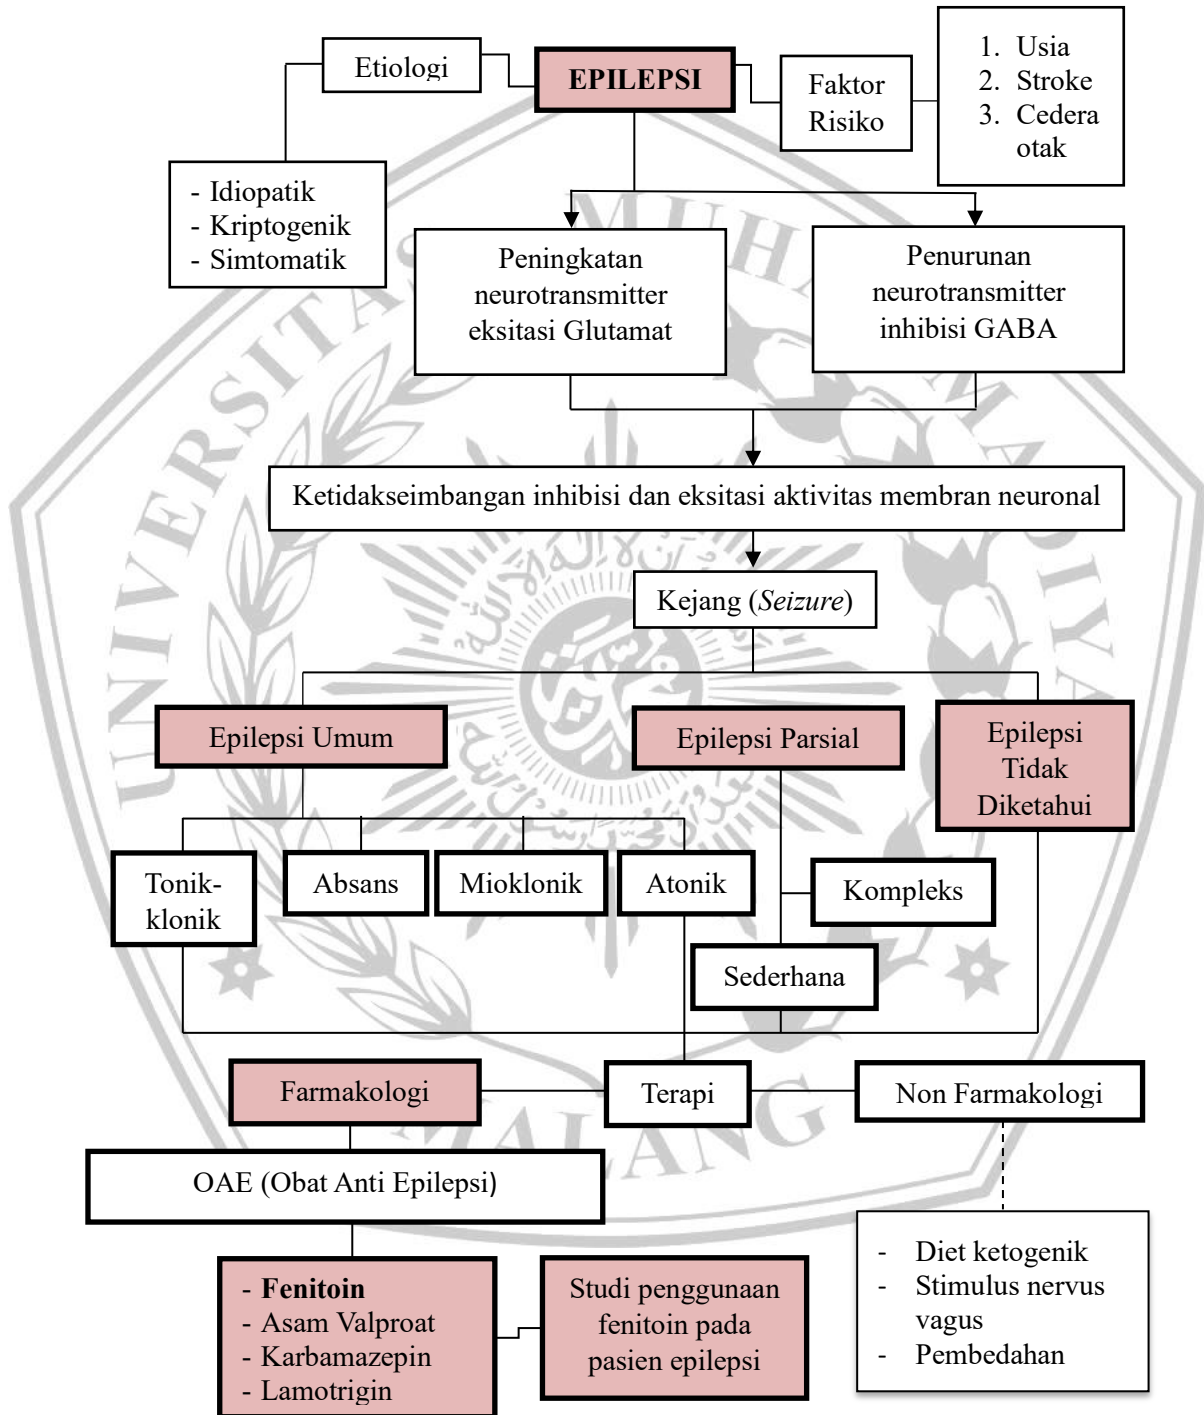 Etiologi
EPILEPSI
Faktor
Risiko
1. Usia
2. Stroke
3. Cedera
otak
- Idiopatik
- Kriptogenik
- Simtomatik
Peningkatan
neurotransmitter
eksitasi Glutamat
Penurunan
neurotransmitter
inhibisi GABA
Ketidakseimbangan inhibisi dan eksitasi aktivitas membran neuronal
Kejang (Seizure)
Epilepsi Umum
Epilepsi Parsial
Epilepsi
Tidak
Diketahui
Tonik-
klonik
Absans
Mioklonik
Atonik
Kompleks
Sederhana
Farmakologi
Terapi
Non Farmakologi
OAE (Obat Anti Epilepsi)
- Fenitoin
- Asam Valproat
- Karbamazepin
- Lamotrigin
Studi penggunaan
fenitoin pada
pasien epilepsi
- Diet ketogenik
- Stimulus nervus
vagus
- Pembedahan
UNIVERSITAS MUHAMMADIYA
MALANG